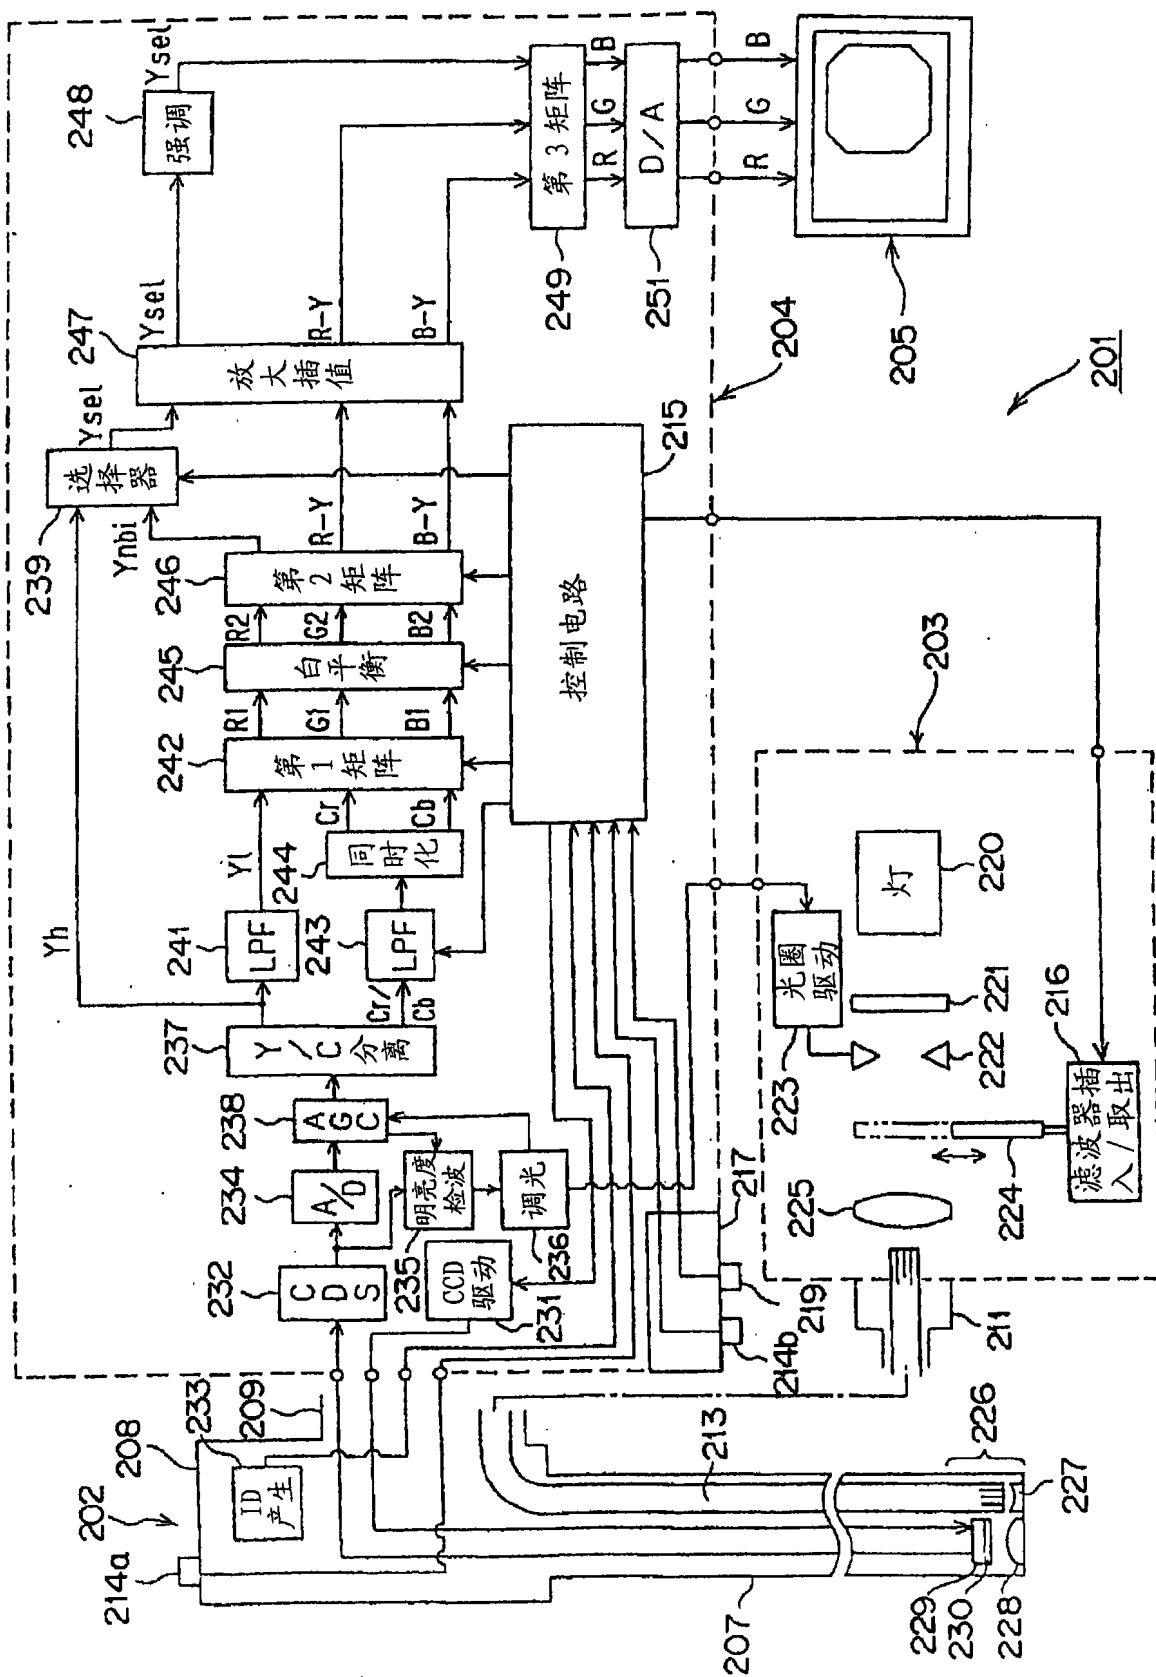 201
202
214a
208
233
ID
产生
209
207
213
226
227
228
229
230
232
CDS
234
A/D
238
AGC
237
Y/C分离
235
明亮度
检波
236
调光
231
CCD
驱动
Yh
241
LPF
Yl
243
LPF
Cr/
Cb
244
同时化
Cr
Cb
242
第1矩阵
R1
G1
B1
245
白平衡
R2
G2
B2
246
第2矩阵
Ynbi
R-Y
B-Y
239
选择器
Ysel
247
放大插值
Ysel
R-Y
B-Y
248
强调
Ysel
249
第3矩阵
R
G
B
251
D/A
R
G
B
204
205
215
控制电路
217
219
214b
211
203
220
灯
221
222
223
光圈
驱动
224
225
216
滤波器插
入/取出